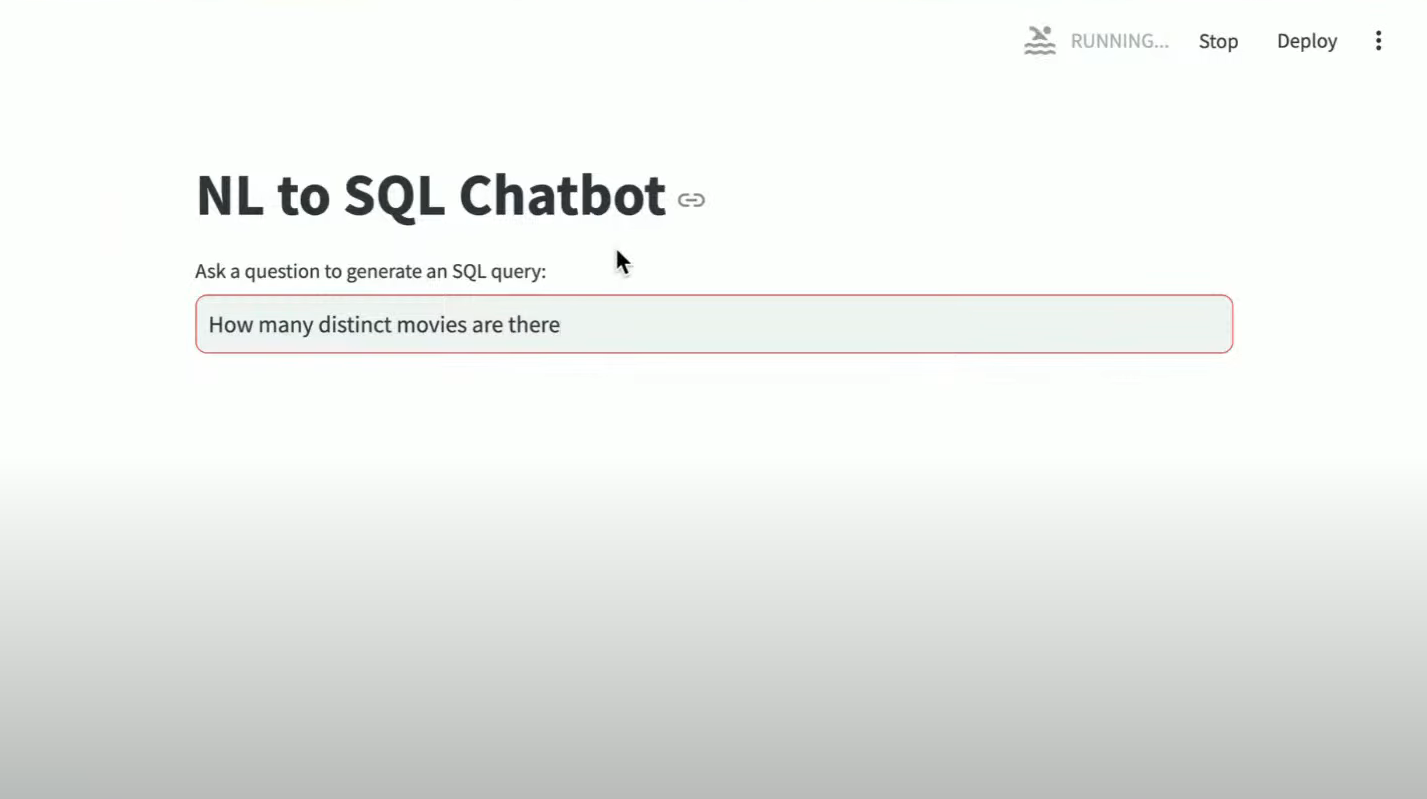 RUNNING... Stop Deploy
NL to SQL Chatbot
Ask a question to generate an SQL query:
How many distinct movies are there